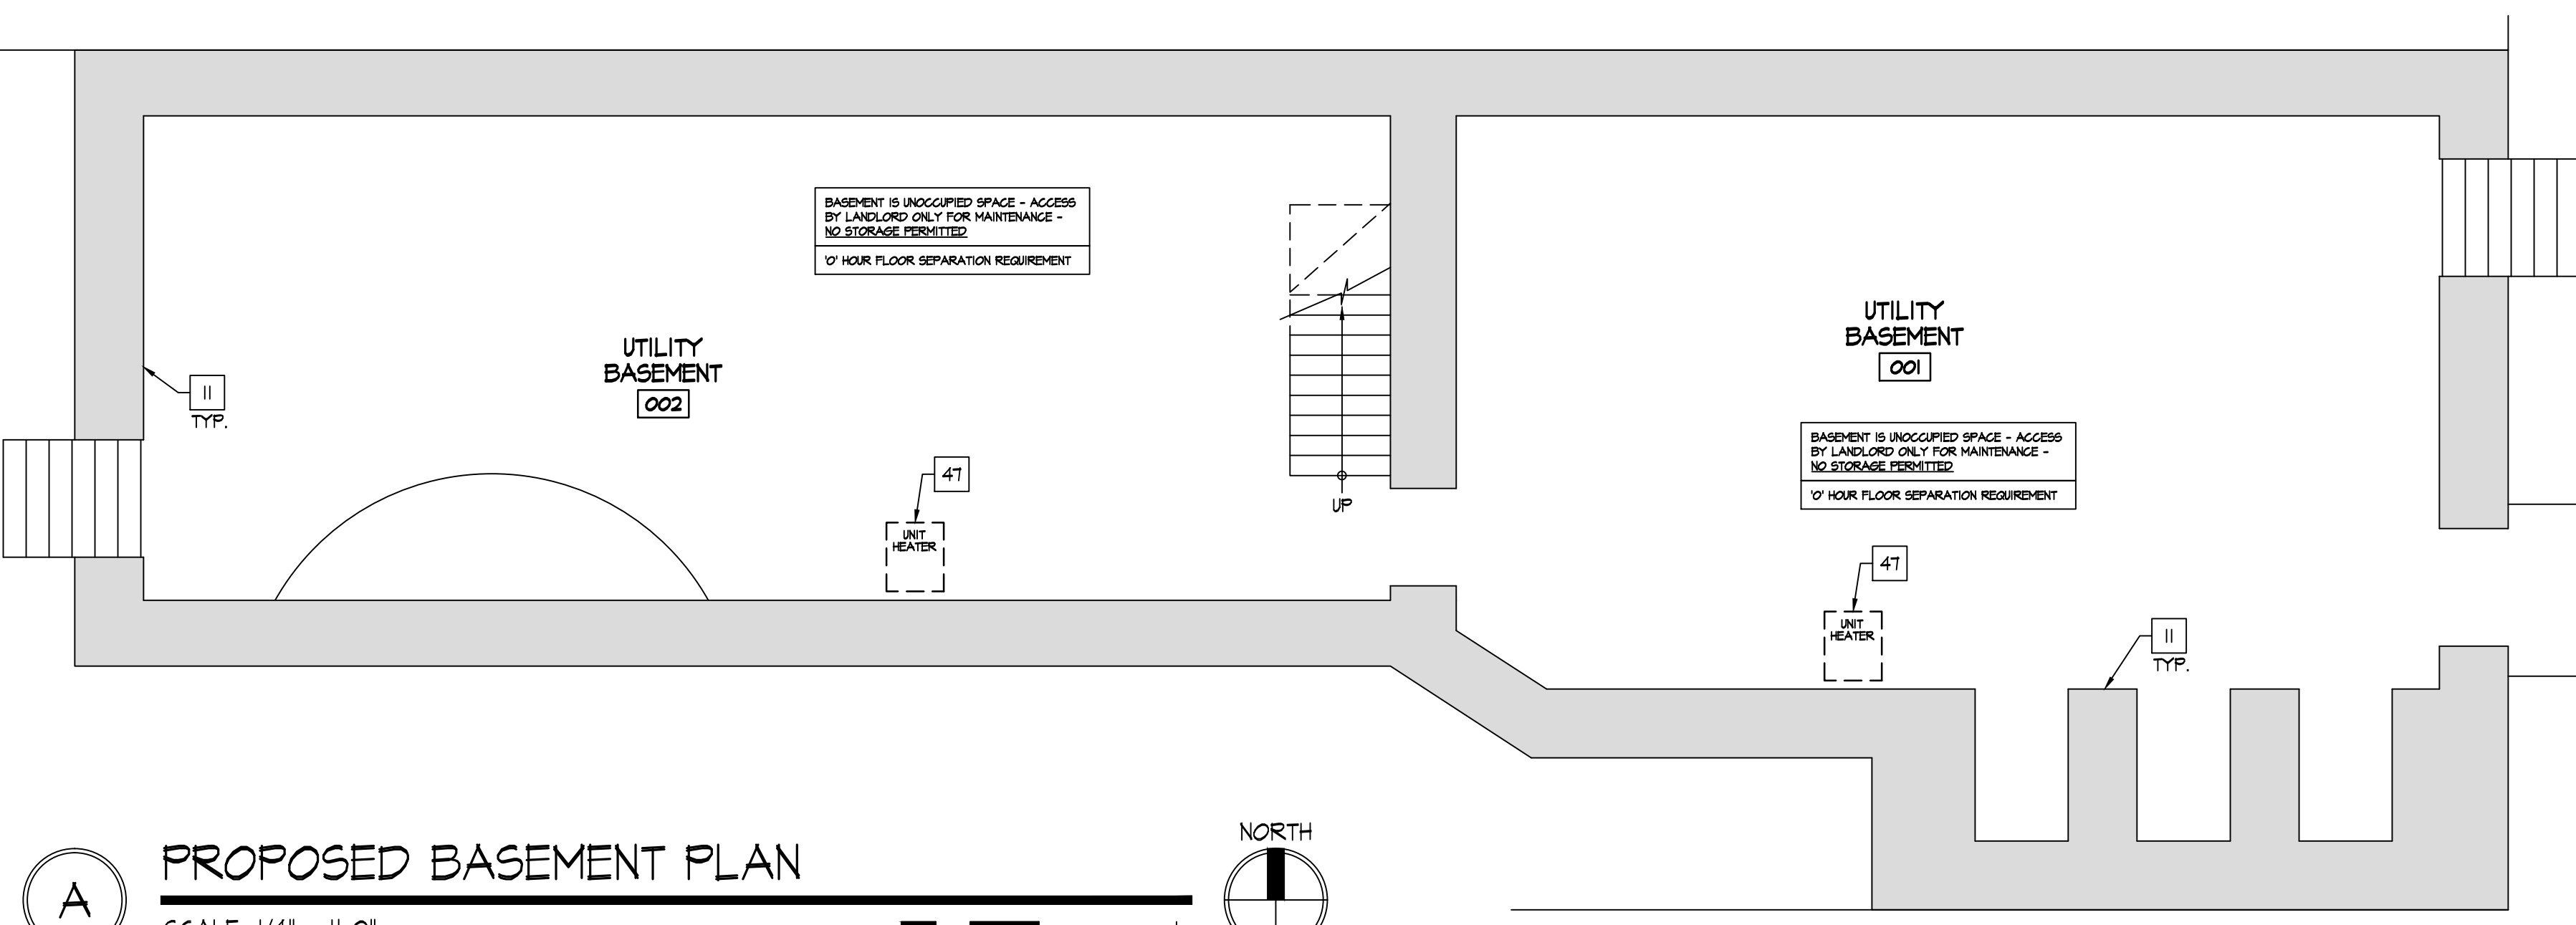 BASEMENT IS UNOCCUPIED SPACE - ACCESS
BY LANDLORD ONLY FOR MAINTENANCE -
NO STORAGE PERMITTED
'0' HOUR FLOOR SEPARATION REQUIREMENT
UTILITY
BASEMENT
002
11
TYP.
47
UNIT
HEATER
UP
UTILITY
BASEMENT
001
BASEMENT IS UNOCCUPIED SPACE - ACCESS
BY LANDLORD ONLY FOR MAINTENANCE -
NO STORAGE PERMITTED
'0' HOUR FLOOR SEPARATION REQUIREMENT
47
UNIT
HEATER
11
TYP.
NORTH
A
PROPOSED BASEMENT PLAN